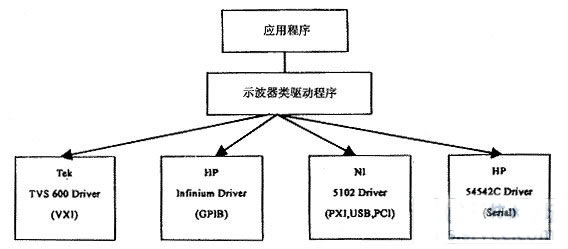 应用程序
示波器类驱动程序
Tek
TVS 600 Driver
(VXI)
HP
Infinium Driver
(GPIB)
NI
5102 Driver
(PXI,USB,PCI)
HP
54542C Driver
(Serial)